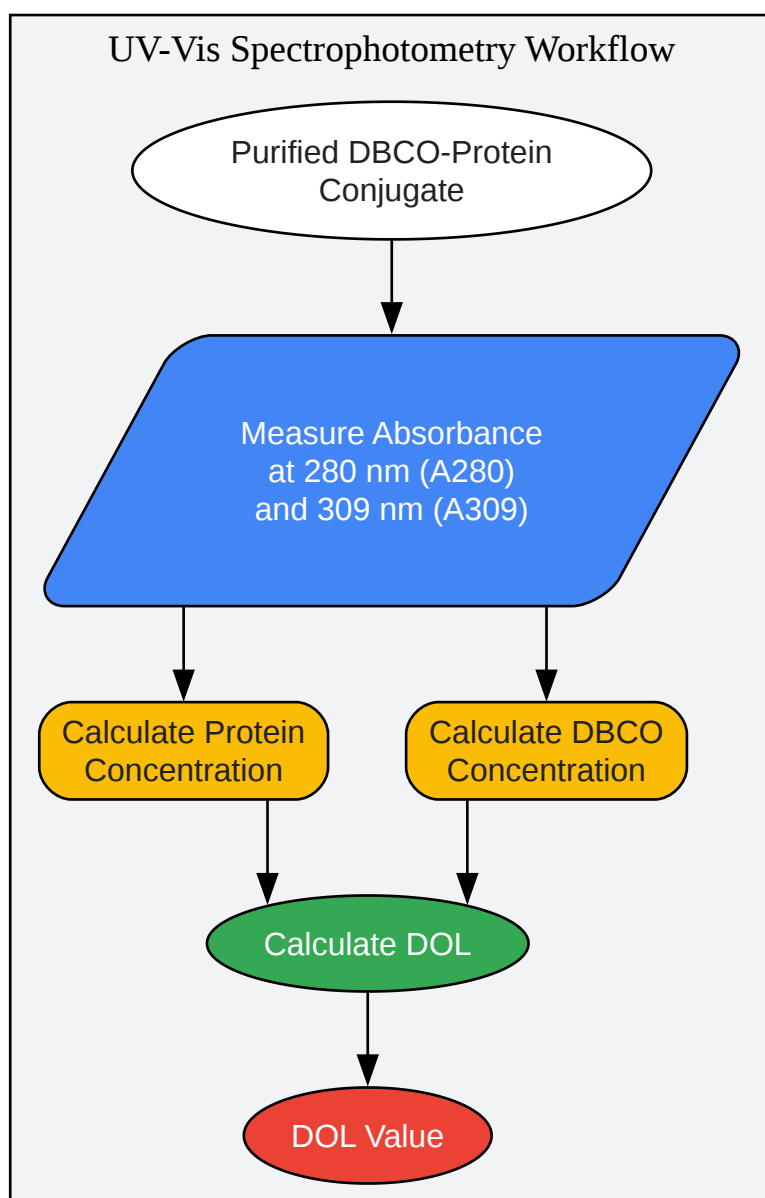 UV-Vis Spectrophotometry Workflow
Purified DBCO-Protein
Conjugate
Measure Absorbance
at 280 nm (A280)
and 309 nm (A309)
Calculate Protein
Concentration
Calculate DBCO
Concentration
Calculate DOL
DOL Value